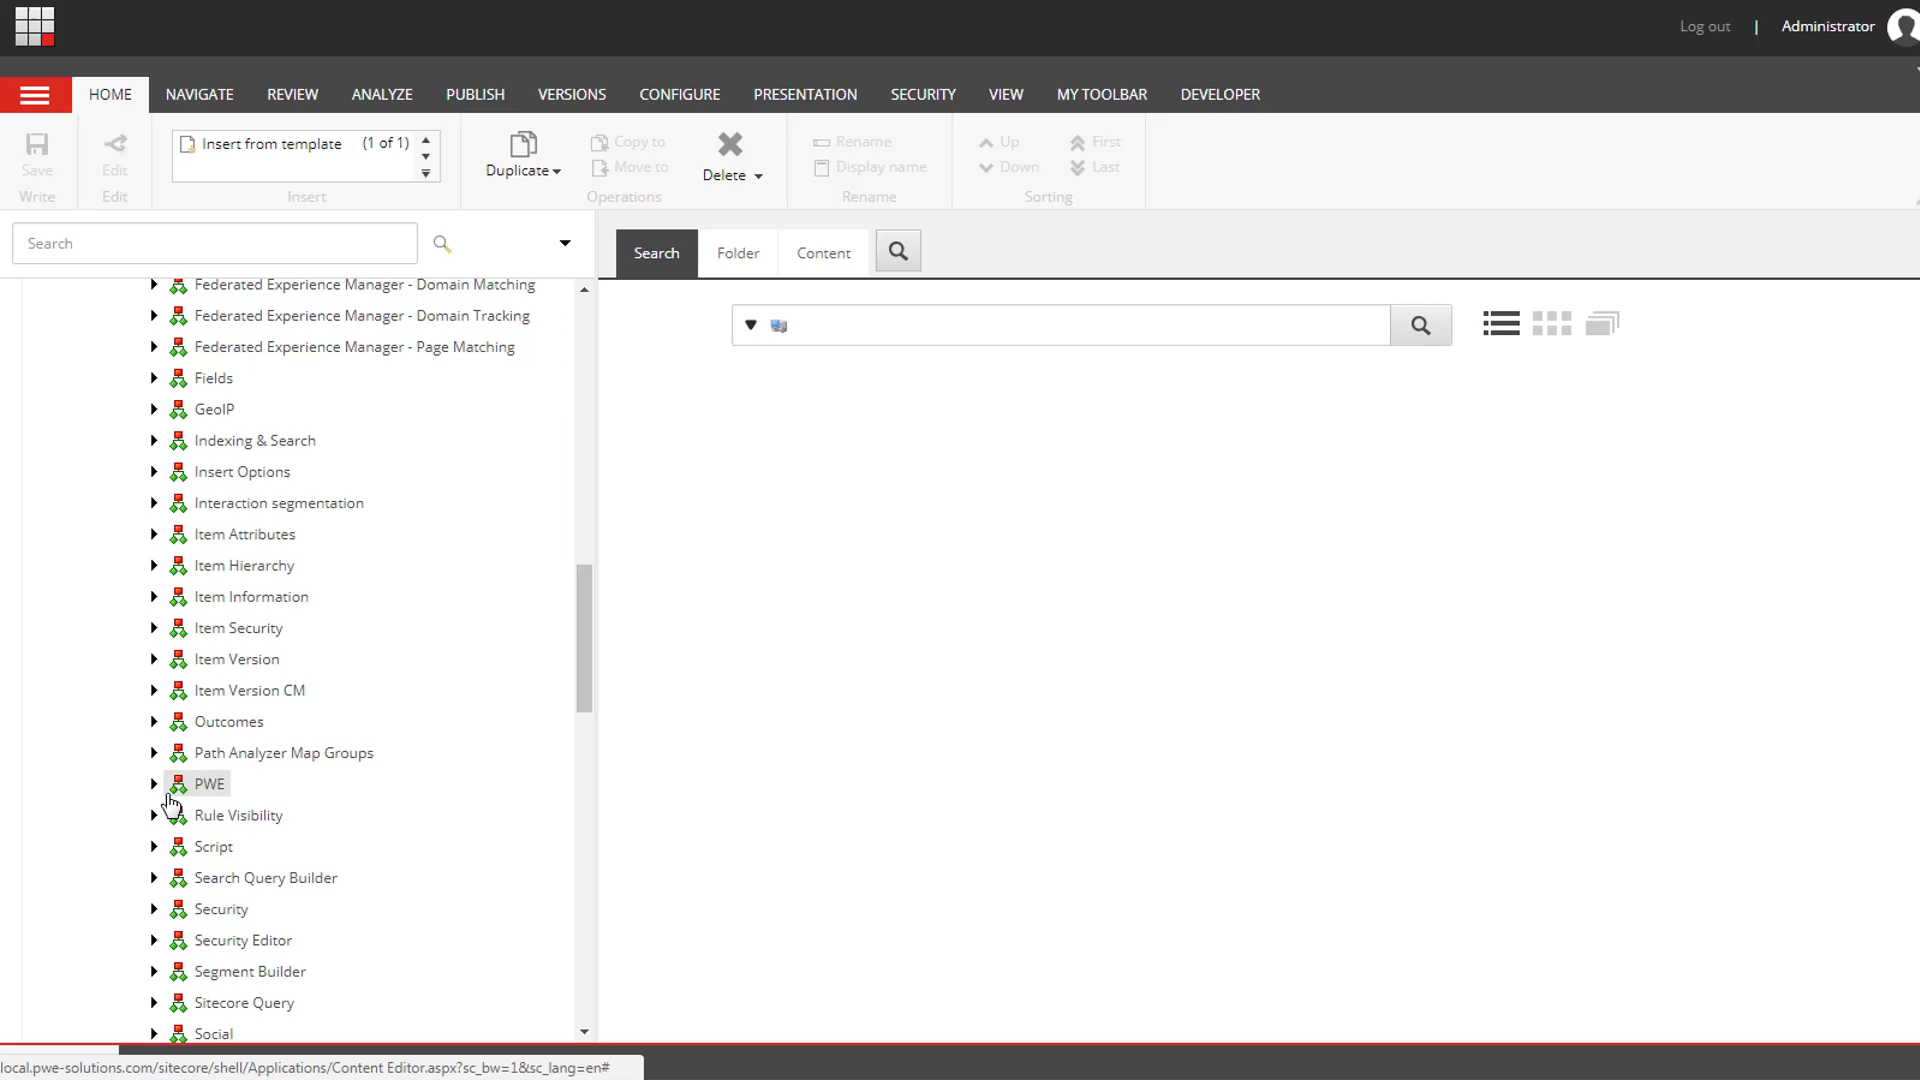 Log out | Administrator
HOME NAVIGATE REVIEW ANALYZE PUBLISH VERSIONS CONFIGURE PRESENTATION SECURITY VIEW MY TOOLBAR DEVELOPER
Save
Write
Edit
Edit
Insert from template (1 of 1)
Insert
Duplicate
Copy to
Move to
Delete
Operations
Rename
Display name
Rename
Up
Down
First
Last
Sorting
Search
Search Folder Content
Federated Experience Manager - Domain Matching
Federated Experience Manager - Domain Tracking
Federated Experience Manager - Page Matching
Fields
GeoIP
Indexing & Search
Insert Options
Interaction segmentation
Item Attributes
Item Hierarchy
Item Information
Item Security
Item Version
Item Version CM
Outcomes
Path Analyzer Map Groups
PWE
Rule Visibility
Script
Search Query Builder
Security
Security Editor
Segment Builder
Sitecore Query
Social
local.pwe-solutions.com/sitecore/shell/Applications/Content Editor.aspx?sc_bw=1&sc_lang=en#